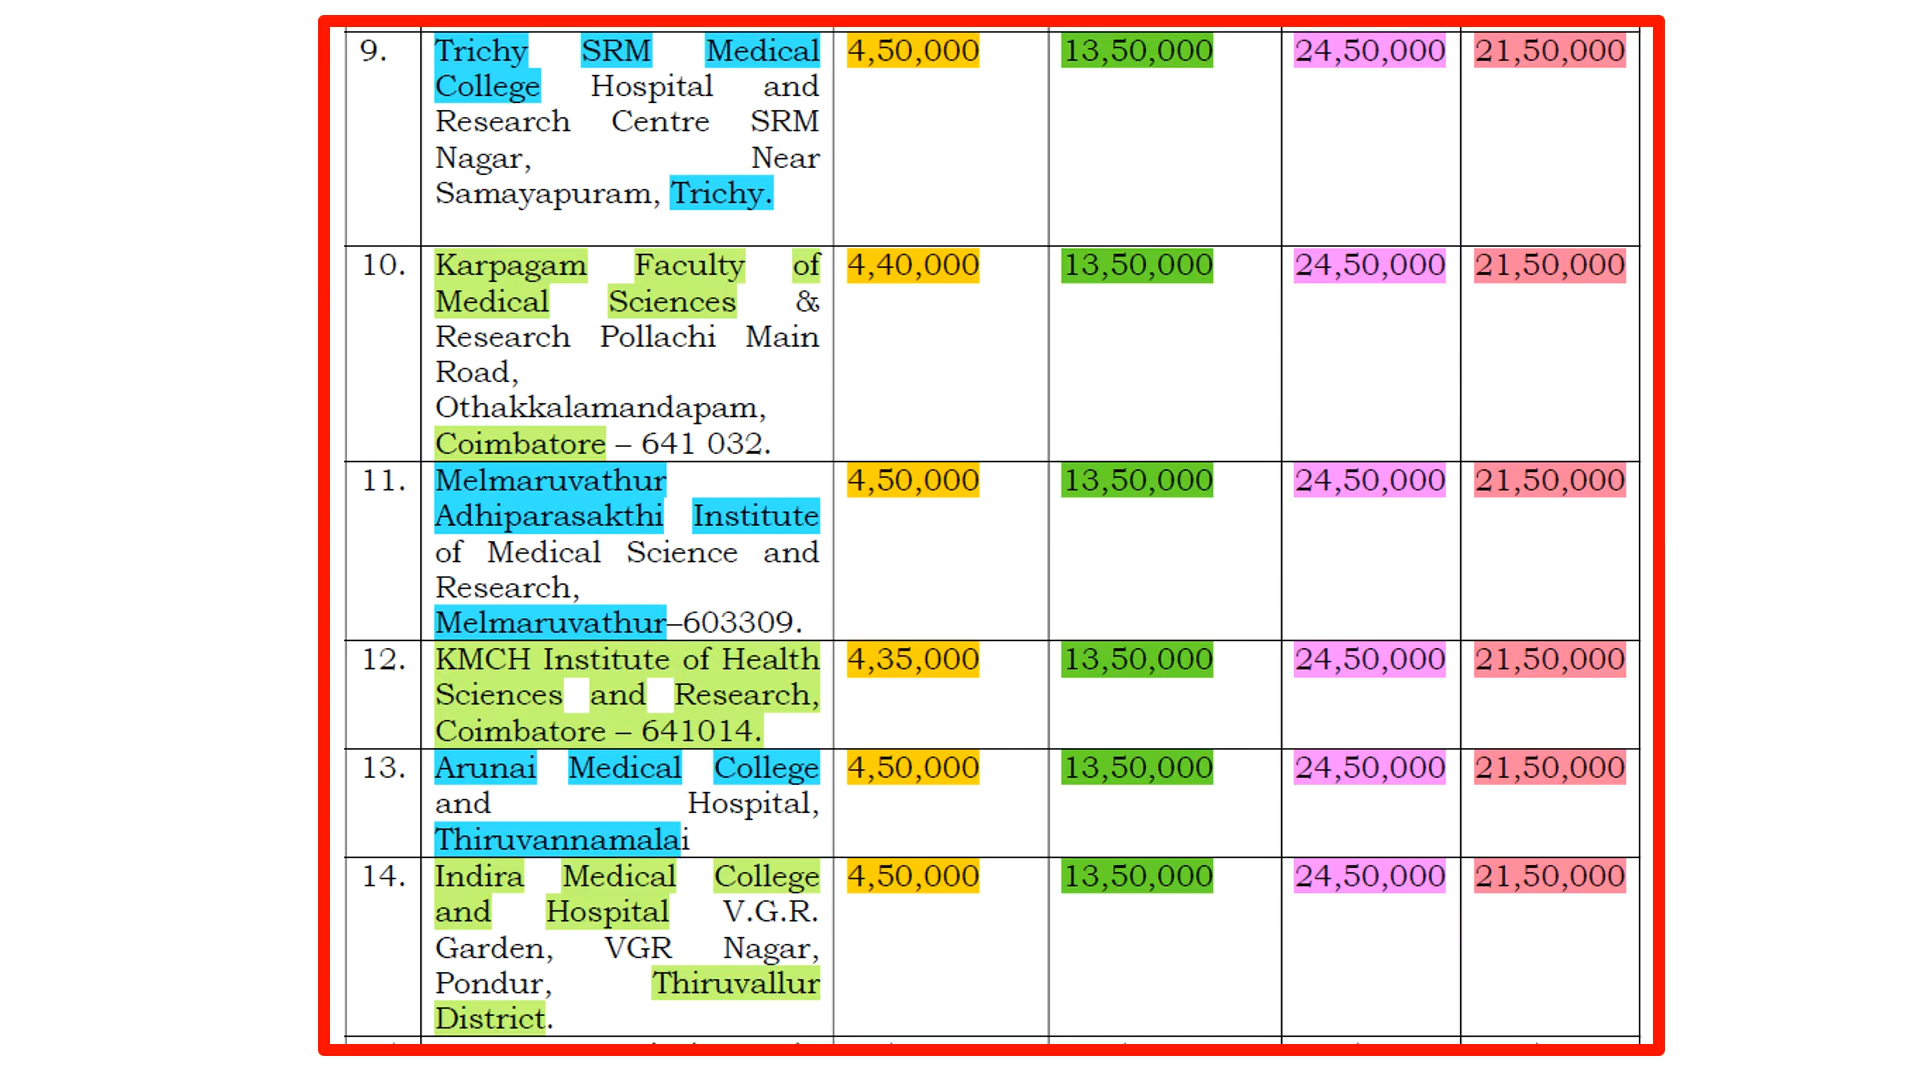 9. Trichy SRM Medical 4,50,000 13,50,000 24,50,000 21,50,000
College Hospital and
Research Centre SRM
Nagar, Near
Samayapuram, Trichy.
10. Karpagam Faculty of 4,40,000 13,50,000 24,50,000 21,50,000
Medical Sciences &
Research Pollachi Main
Road,
Othakkalamandapam,
Coimbatore – 641 032.
11. Melmaruvathur 4,50,000 13,50,000 24,50,000 21,50,000
Adhiparasakthi Institute
of Medical Science and
Research,
Melmaruvathur–603309.
12. KMCH Institute of Health 4,35,000 13,50,000 24,50,000 21,50,000
Sciences and Research,
Coimbatore – 641014.
13. Arunai Medical College 4,50,000 13,50,000 24,50,000 21,50,000
and Hospital,
Thiruvannamalai
14. Indira Medical College 4,50,000 13,50,000 24,50,000 21,50,000
and Hospital V.G.R.
Garden, VGR Nagar,
Pondur, Thiruvallur
District.